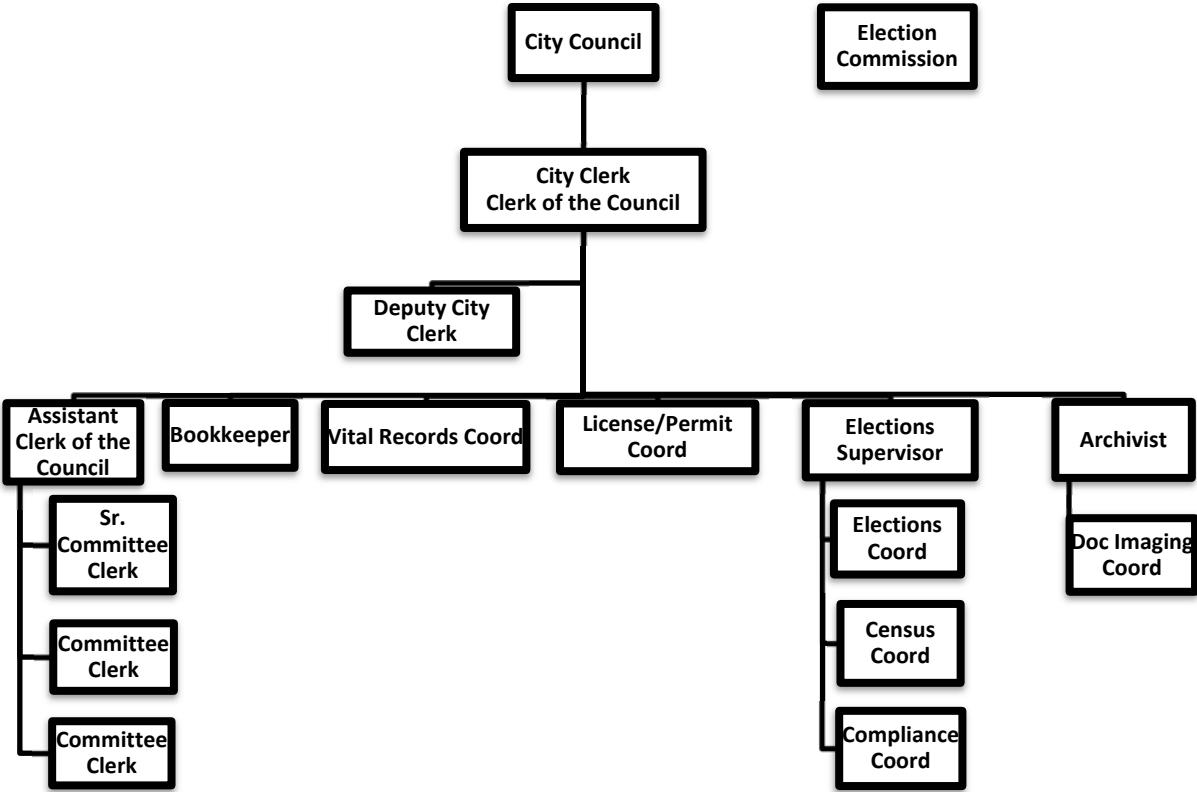 City Council
Election
Commission
City Clerk
Clerk of the Council
Deputy City
Clerk
Assistant
Clerk of the
Council
Bookkeeper
Vital Records Coord
License/Permit
Coord
Elections
Supervisor
Archivist
Sr.
Committee
Clerk
Committee
Clerk
Committee
Clerk
Elections
Coord
Census
Coord
Compliance
Coord
Doc Imaging
Coord